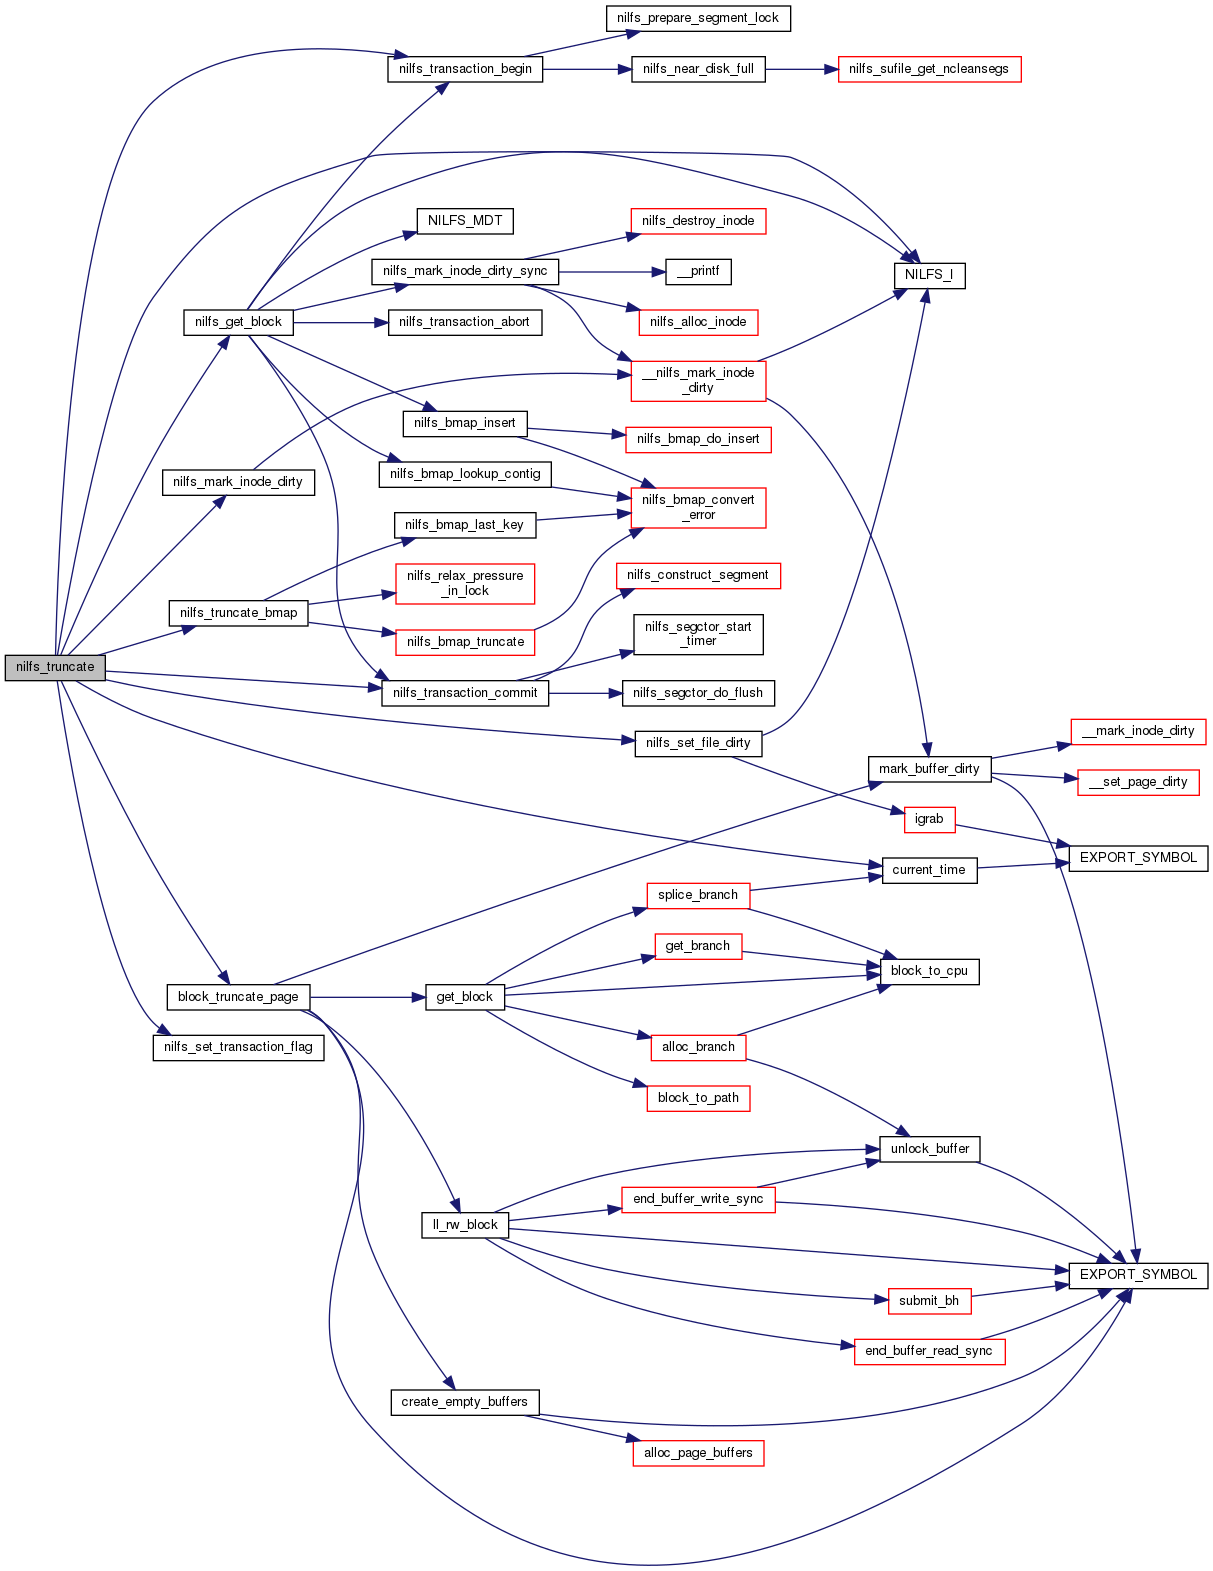 nilfs_prepare_segment_lock
nilfs_transaction_begin
nilfs_near_disk_full
nilfs_sufile_get_ncleansegs
NILFS_MDT
nilfs_destroy_inode
nilfs_mark_inode_dirty_sync
__printf
NILFS_I
nilfs_get_block
nilfs_transaction_abort
nilfs_alloc_inode
__nilfs_mark_inode
_dirty
nilfs_bmap_insert
nilfs_bmap_do_insert
nilfs_mark_inode_dirty
nilfs_bmap_lookup_contig
nilfs_bmap_convert
_error
nilfs_bmap_last_key
nilfs_relax_pressure
_in_lock
nilfs_construct_segment
nilfs_truncate_bmap
nilfs_bmap_truncate
nilfs_segctor_start
_timer
nilfs_truncate
nilfs_transaction_commit
nilfs_segctor_do_flush
nilfs_set_file_dirty
__mark_inode_dirty
mark_buffer_dirty
__set_page_dirty
igrab
EXPORT_SYMBOL
current_time
splice_branch
get_branch
block_to_cpu
block_truncate_page
get_block
nilfs_set_transaction_flag
alloc_branch
block_to_path
unlock_buffer
end_buffer_write_sync
ll_rw_block
EXPORT_SYMBOL
submit_bh
end_buffer_read_sync
create_empty_buffers
alloc_page_buffers